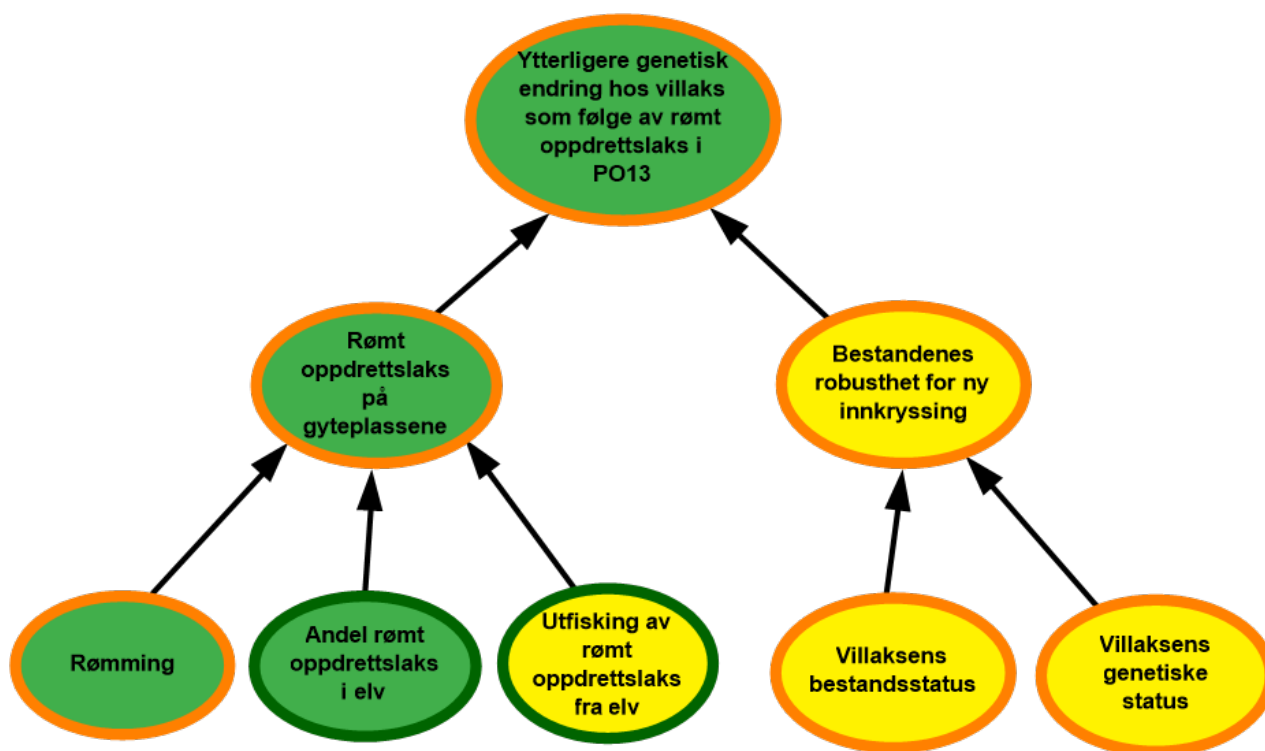 Ytterligere genetisk
endring hos villaks
som følge av rømt
oppdrettslaks i
PO13
Rømt
oppdrettslaks
på
gyteplassene
Bestandenes
robusthet for ny
innkryssing
Rømming
Andel rømt
oppdrettslaks
i elv
Utfisking av
rømt
oppdrettslaks
fra elv
Villaksens
bestandsstatus
Villaksens
genetiske
status